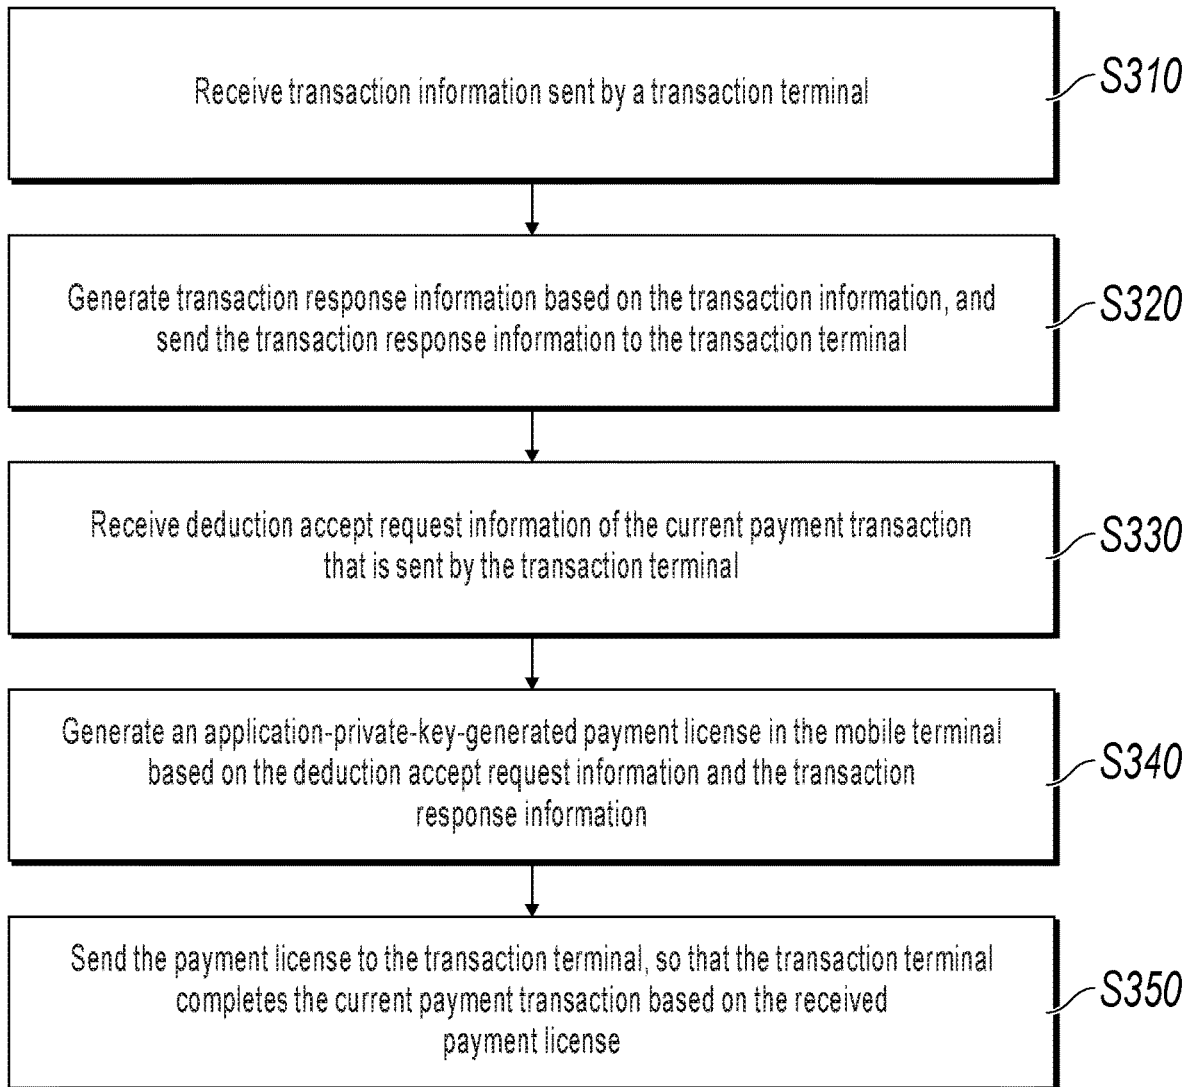 Receive transaction information sent by a transaction terminal
S310
Generate transaction response information based on the transaction information, and
send the transaction response information to the transaction terminal
S320
Receive deduction accept request information of the current payment transaction
that is sent by the transaction terminal
S330
Generate an application-private-key-generated payment license in the mobile terminal
based on the deduction accept request information and the transaction
response information
S340
Send the payment license to the transaction terminal, so that the transaction terminal
completes the current payment transaction based on the received
payment license
S350